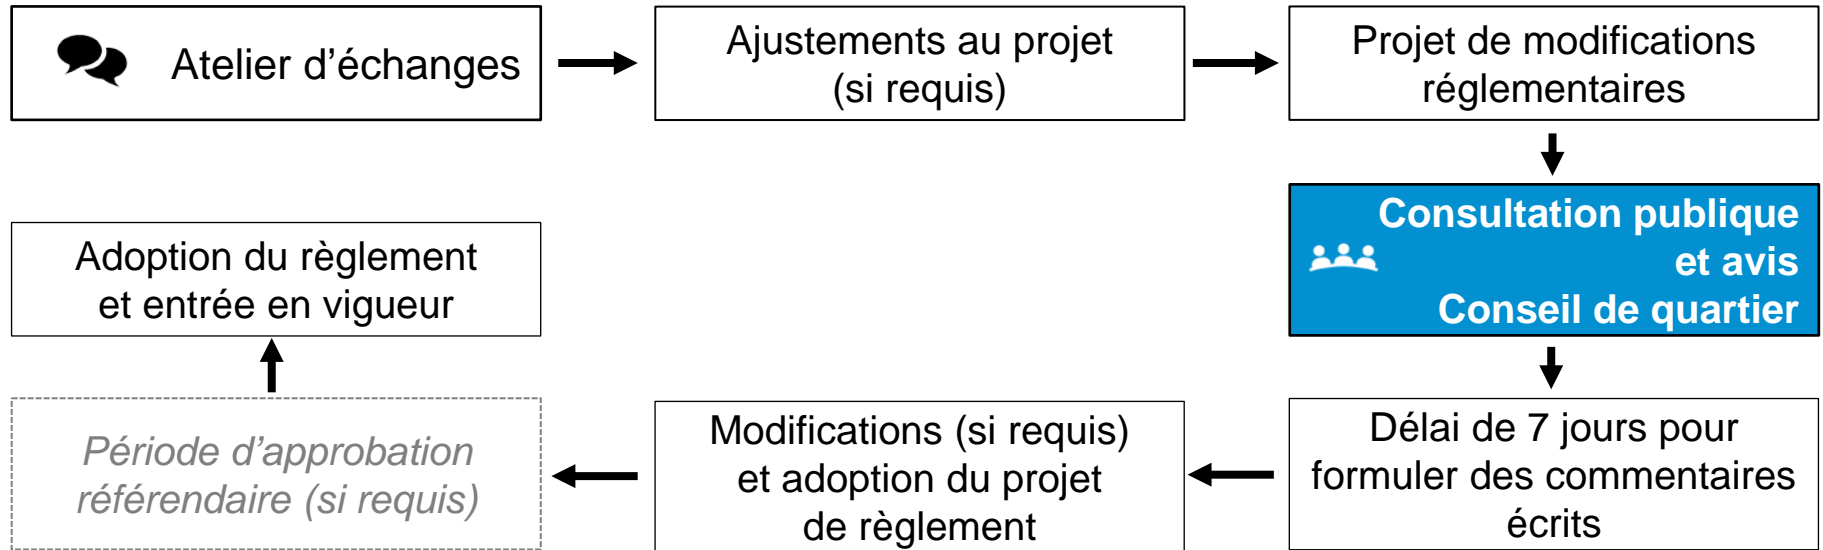 Atelier d'échanges
Ajustements au projet
(si requis)
Projet de modifications
réglementaires
Consultation publique
et avis
Conseil de quartier
Délai de 7 jours pour
formuler des commentaires
écrits
Modifications (si requis)
et adoption du projet
de règlement
Période d'approbation
référendaire (si requis)
Adoption du règlement
et entrée en vigueur